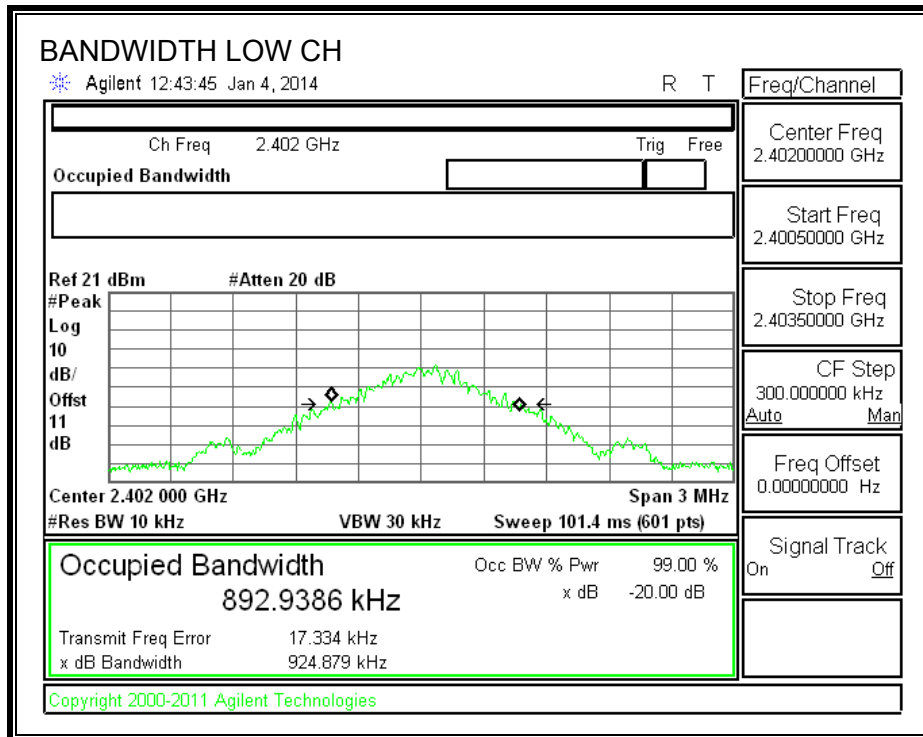 BANDWIDTH LOW CH
Agilent 12:43:45 Jan 4, 2014 R T
Freq/Channel
Ch Freq 2.402 GHz Trig Free
Occupied Bandwidth
Center Freq
2.40200000 GHz
Start Freq
2.40050000 GHz
Stop Freq
2.40350000 GHz
CF Step
300.000000 kHz
Auto Man
Freq Offset
0.00000000 Hz
Signal Track
On Off
Ref 21 dBm #Atten 20 dB
#Peak
Log
10
dB/
Offst
11
dB
Center 2.402 000 GHz Span 3 MHz
#Res BW 10 kHz VBW 30 kHz Sweep 101.4 ms (601 pts)
Occupied Bandwidth Occ BW % Pwr 99.00 %
892.9386 kHz x dB -20.00 dB
Transmit Freq Error 17.334 kHz
x dB Bandwidth 924.879 kHz
Copyright 2000-2011 Agilent Technologies